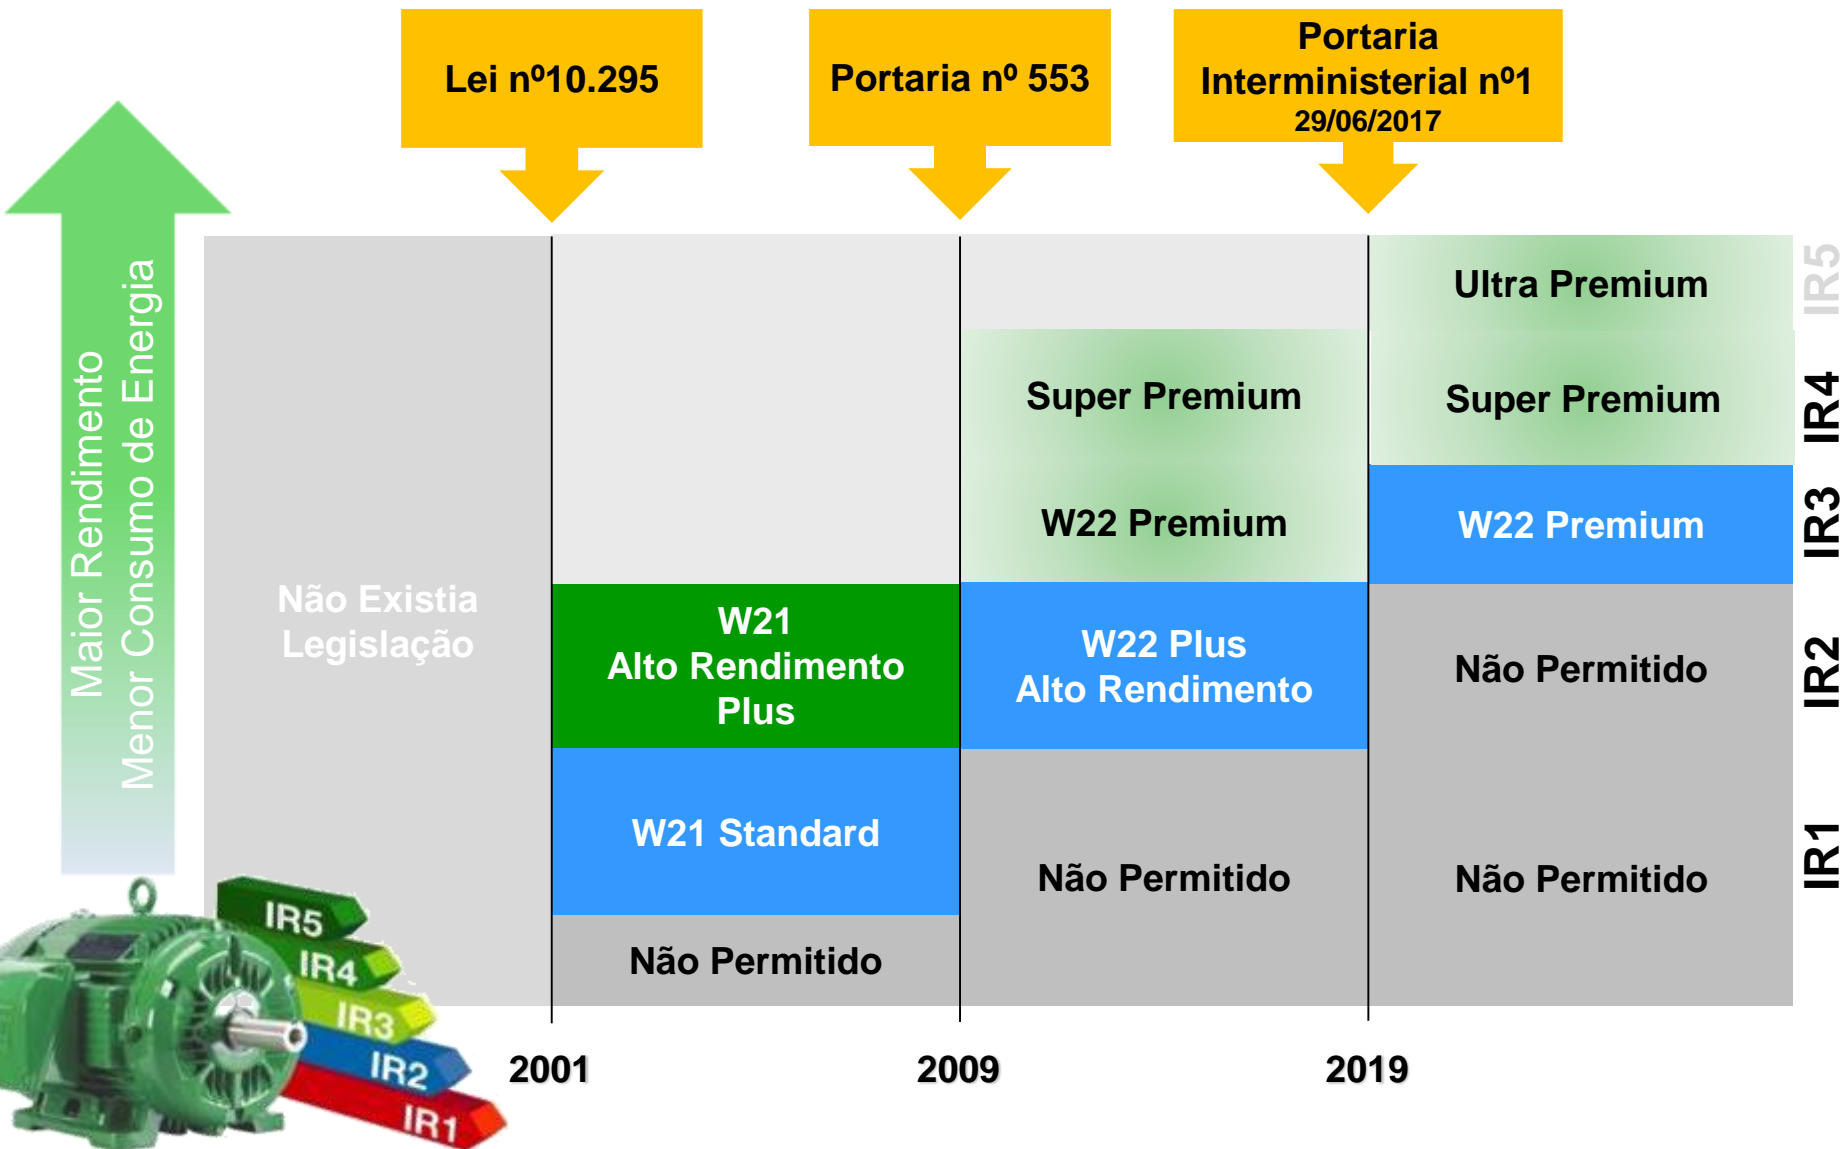 Lei nº10.295
Portaria nº 553
Portaria
Interministerial nº1
29/06/2017
Maior Rendimento
Menor Consumo de Energia
Não Existia
Legislação
W21
Alto Rendimento
Plus
W21 Standard
Não Permitido
Super Premium
W22 Premium
W22 Plus
Alto Rendimento
Não Permitido
Ultra Premium
Super Premium
W22 Premium
Não Permitido
Não Permitido
IR5
IR4
IR3
IR2
IR1
IR5
IR4
IR3
IR2
IR1
2001
2009
2019